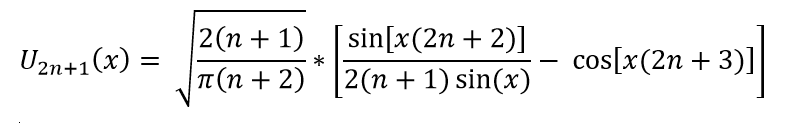 U_{2n+1}(x) = \sqrt{\frac{2(n + 1)}{\pi(n + 2)}} * \left[\frac{\sin[x(2n + 2)]}{2(n + 1) \sin(x)} - \cos[x(2n + 3)]\right]